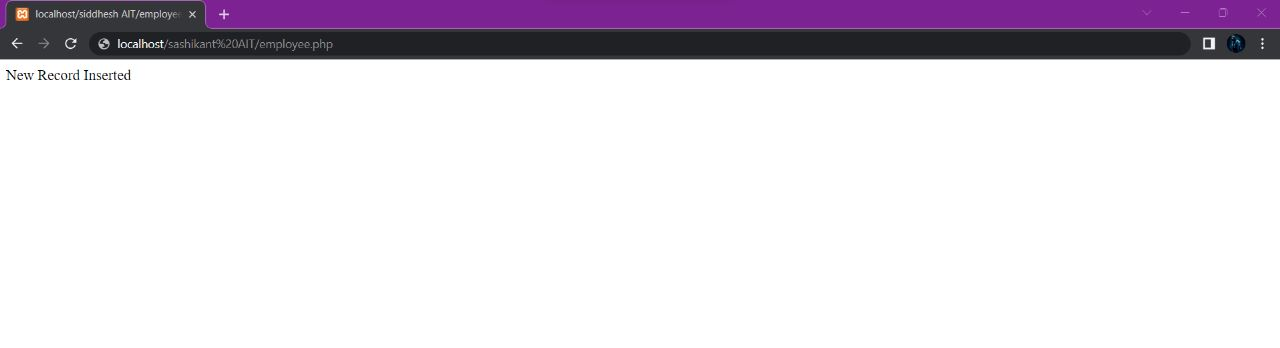 localhost/siddhesh AIT/employe
localhost/sashikant%20AIT/employee.php
New Record Inserted